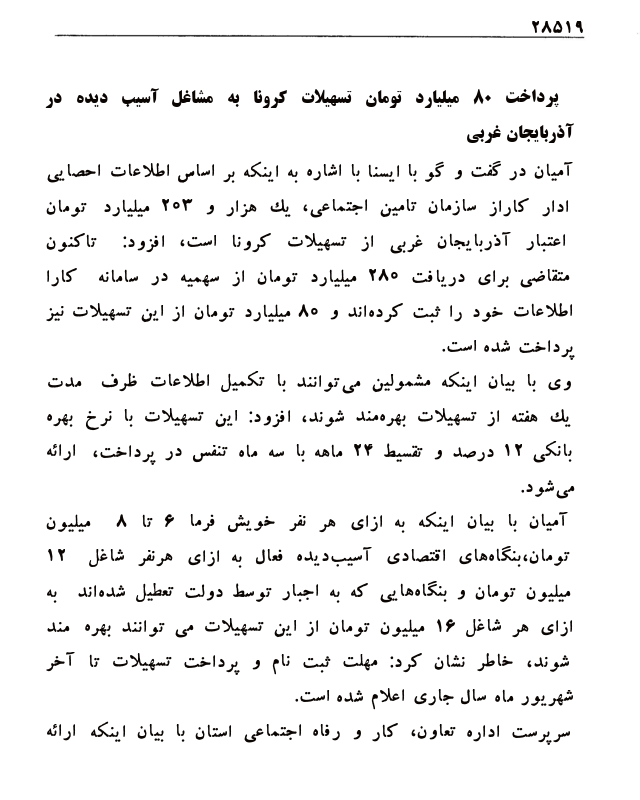 ۲۸۵۱۹
پرداخت ۸۰ میلیارد تومان تسهیلات کرونا به مشاغل آسیب دیده در
آذربایجان غربی
آمیان در گفت و گو با ایسنا با اشاره به اینکه بر اساس اطلاعات احصایی
ادار کاراز سازمان تامین اجتماعی، یك هزار و ۲۵۳ میلیارد تومان
اعتبار آذربایجان غربی از تسهیلات کرونا است، افزود: تاکنون
متقاضی برای دریافت ۲۸۵ میلیارد تومان از سهمیه در سامانه کارا
اطلاعات خود را ثبت کرده‌اند و ۸۰ میلیارد تومان از این تسهیلات نیز
پرداخت شده است.
وی با بیان اینکه مشمولین می‌توانند با تکمیل اطلاعات ظرف مدت
یك هفته از تسهیلات بهره‌مند شوند، افزود: این تسهیلات با نرخ بهره
بانکی ۱۲ درصد و تقسیط ۲۴ ماهه با سه ماه تنفس در پرداخت، ارائه
می‌شود.
آمیان با بیان اینکه به ازای هر نفر خویش فرما ۶ تا ۸ میلیون
تومان،بنگاه‌های اقتصادی آسیب‌دیده فعال به ازای هرنفر شاغل ۱۲
میلیون تومان و بنگاه‌هایی که به اجبار توسط دولت تعطیل شده‌اند به
ازای هر شاغل ۱۶ میلیون تومان از این تسهیلات می توانند بهره مند
شوند، خاطر نشان کرد: مهلت ثبت نام و پرداخت تسهیلات تا آخر
شهریور ماه سال جاری اعلام شده است.
سرپرست اداره تعاون، کار و رفاه اجتماعی استان با بیان اینکه ارائه